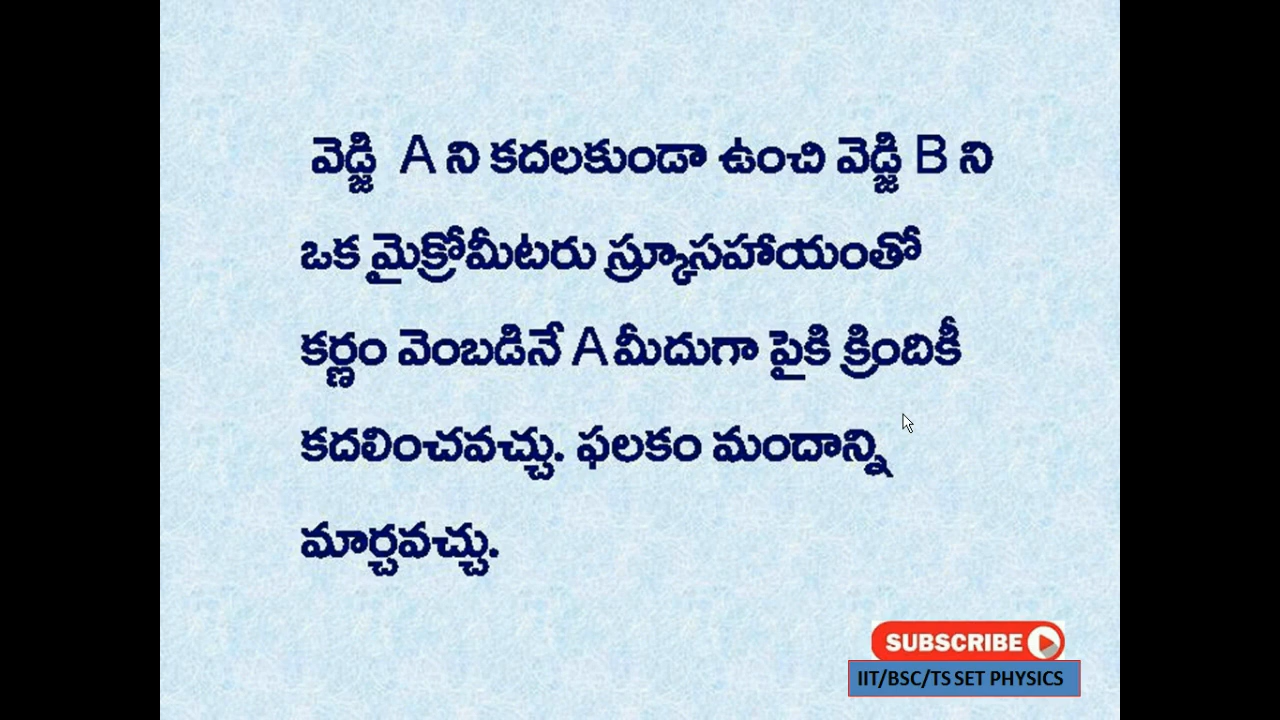 వెడ్జి A ని కదలకుండా ఉంచి వెడ్జి B ని
ఒక మైక్రోమీటరు స్క్రూసహాయంతో
కర్ణం వెంబడినే A మీదుగా పైకి క్రిందికీ
కదలించవచ్చు. ఫలకం మందాన్ని
మార్చవచ్చు.
SUBSCRIBE
IIT/BSC/TS SET PHYSICS